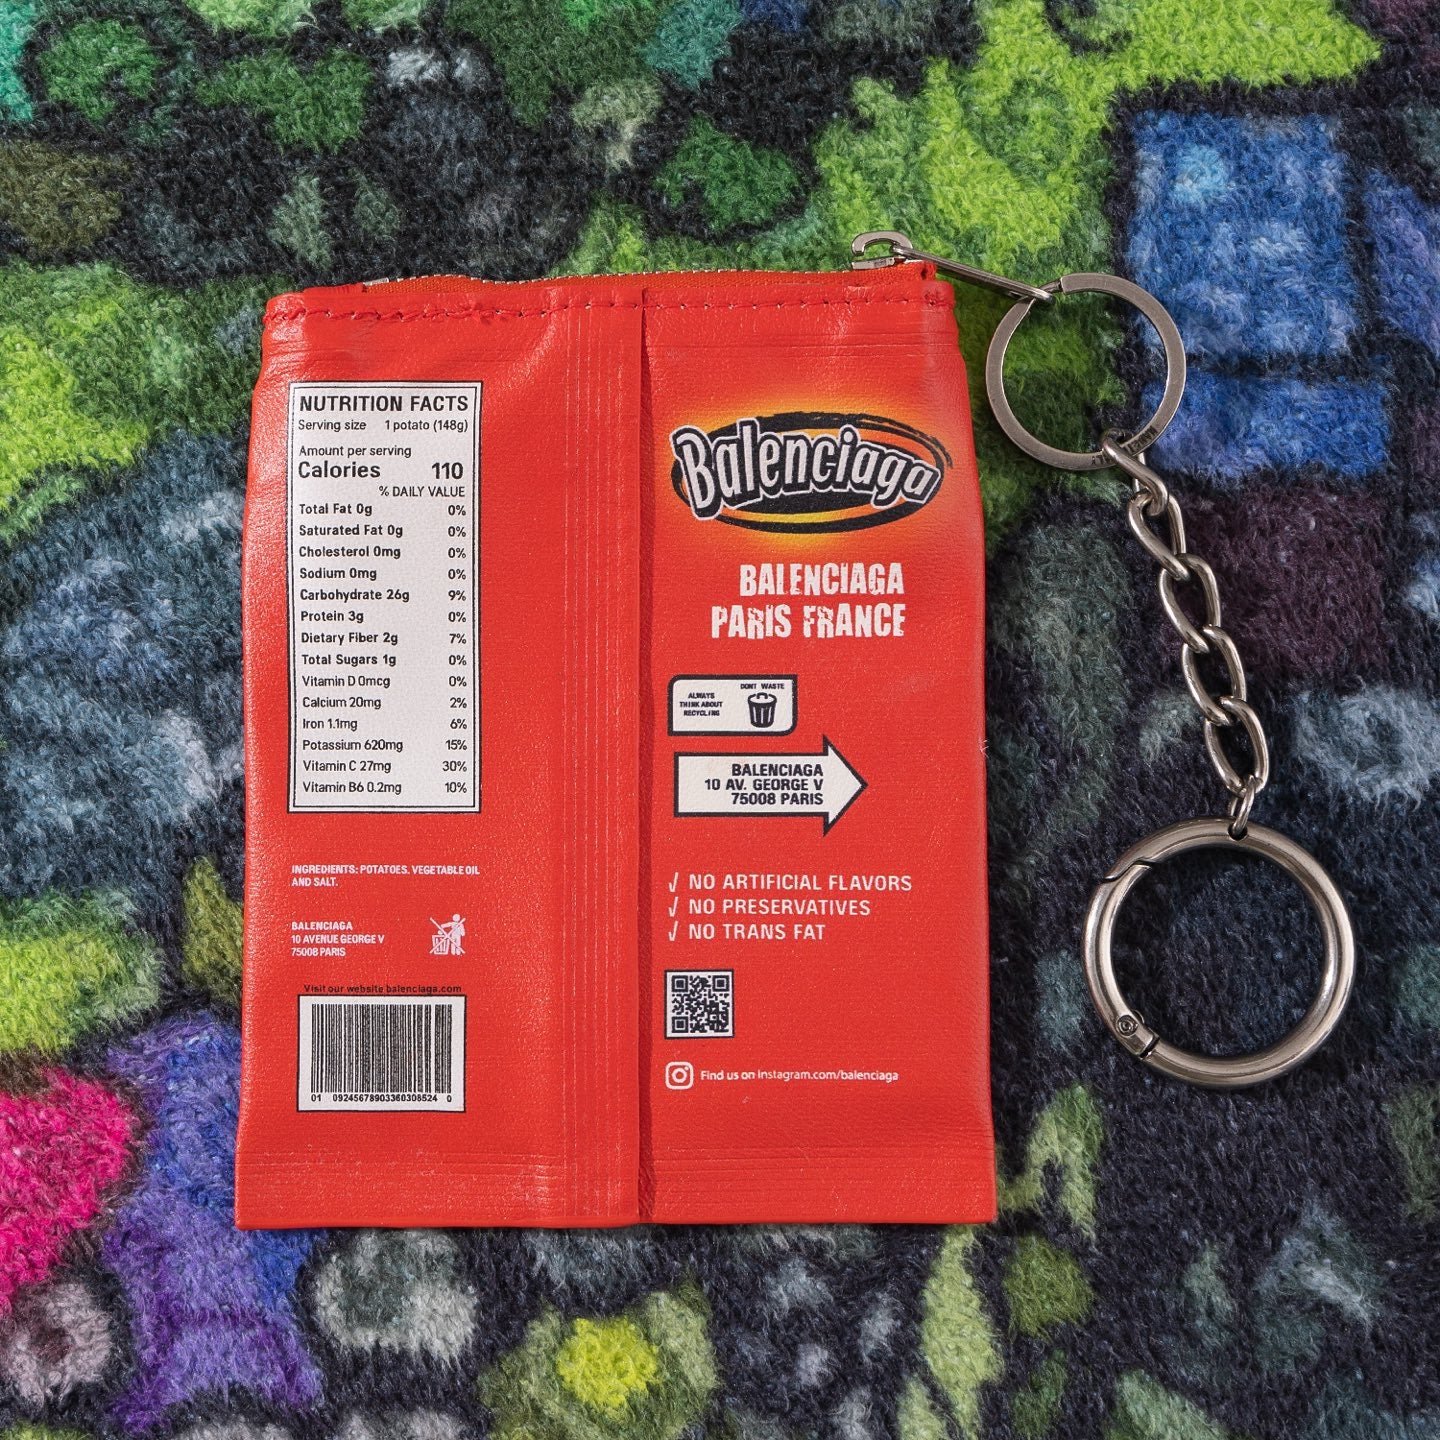 NUTRITION FACTS
Serving size 1 potato (148g)
Amount per serving
Calories 110
% DAILY VALUE
Total Fat 0g 0%
Saturated Fat 0g 0%
Cholesterol 0mg 0%
Sodium 0mg 0%
Carbohydrate 26g 9%
Protein 3g 0%
Dietary Fiber 2g 7%
Total Sugars 1g 0%
Vitamin D 0mcg 0%
Calcium 20mg 2%
Iron 1.1mg 6%
Potassium 620mg 15%
Vitamin C 27mg 30%
Vitamin B6 0.2mg 10%
INGREDIENTS: POTATOES. VEGETABLE OIL
AND SALT.
BALENCIAGA
10 AVENUE GEORGE V
75008 PARIS
Visit our website balenciaga.com
01 09245678903360308524 0
Balenciaga
BALENCIAGA
PARIS FRANCE
ALWAYS
THINK ABOUT
RECYCLING
DONT WASTE
BALENCIAGA
10 AV. GEORGE V
75008 PARIS
√ NO ARTIFICIAL FLAVORS
√ NO PRESERVATIVES
√ NO TRANS FAT
Find us on instagram.com/balenciaga